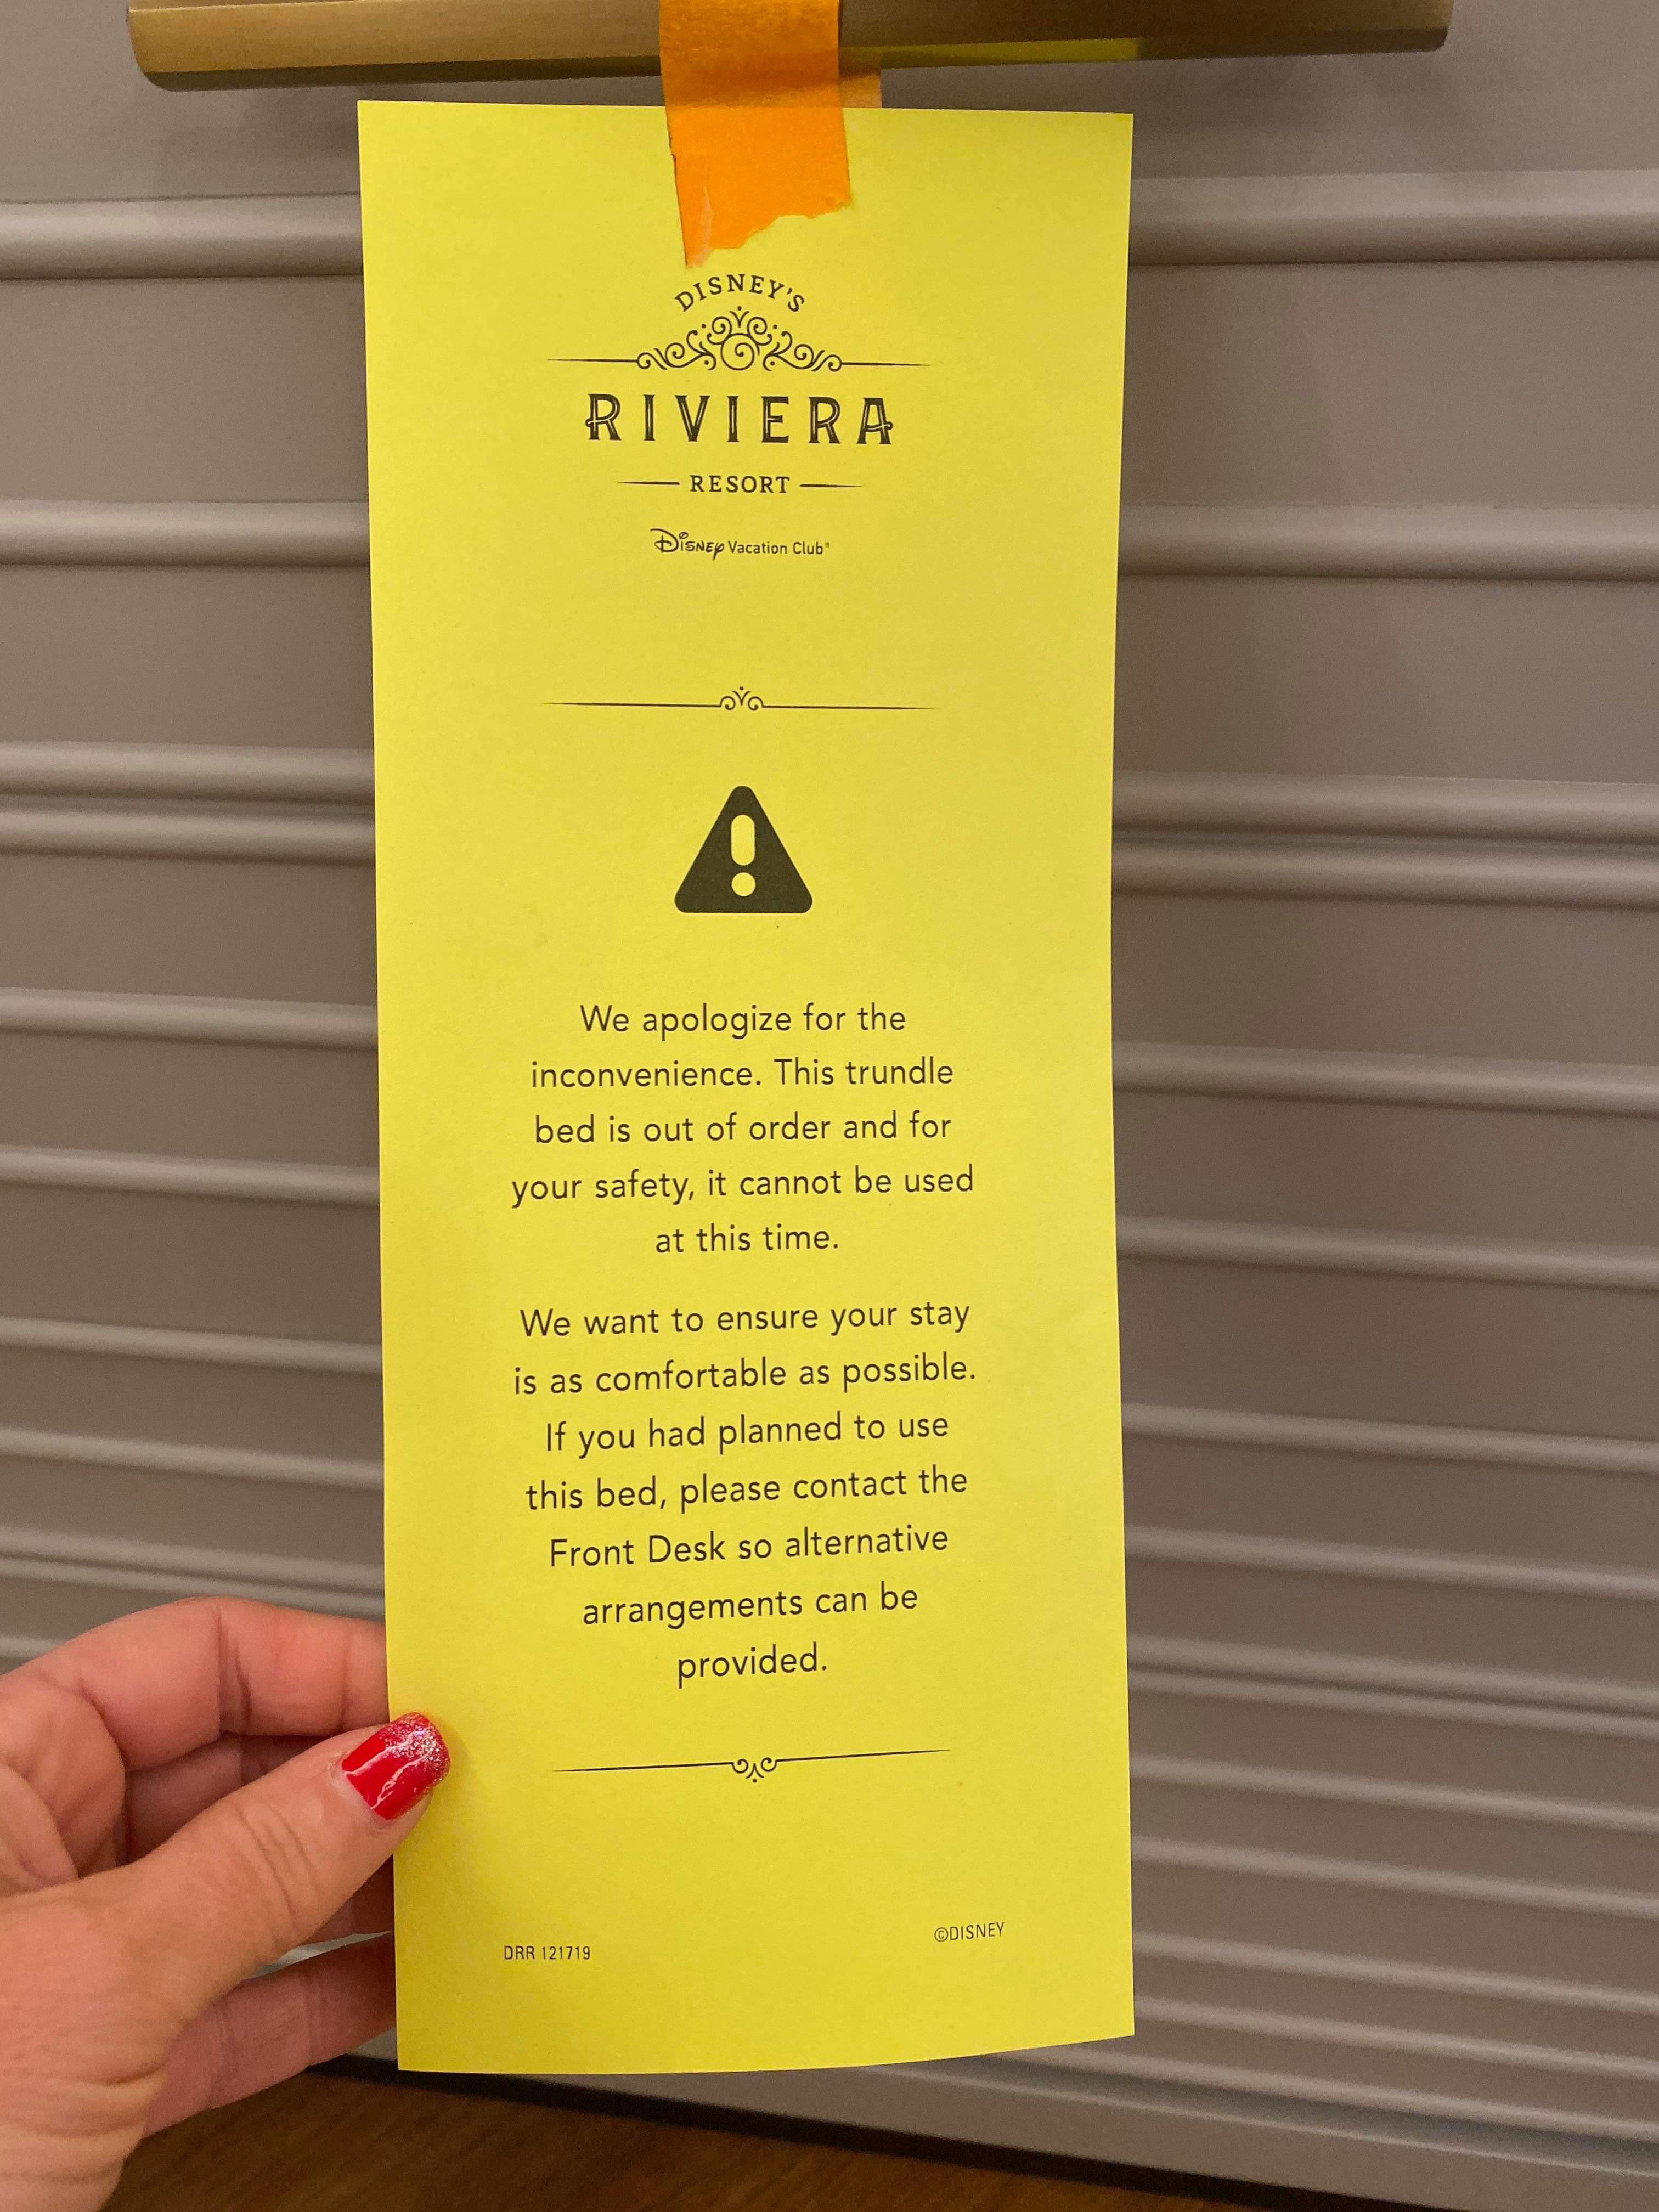 DISNEY'S
RIVIERA
RESORT
Disney Vacation Club®
We apologize for the
inconvenience. This trundle
bed is out of order and for
your safety, it cannot be used
at this time.
We want to ensure your stay
is as comfortable as possible.
If you had planned to use
this bed, please contact the
Front Desk so alternative
arrangements can be
provided.
DRR 121719
©DISNEY